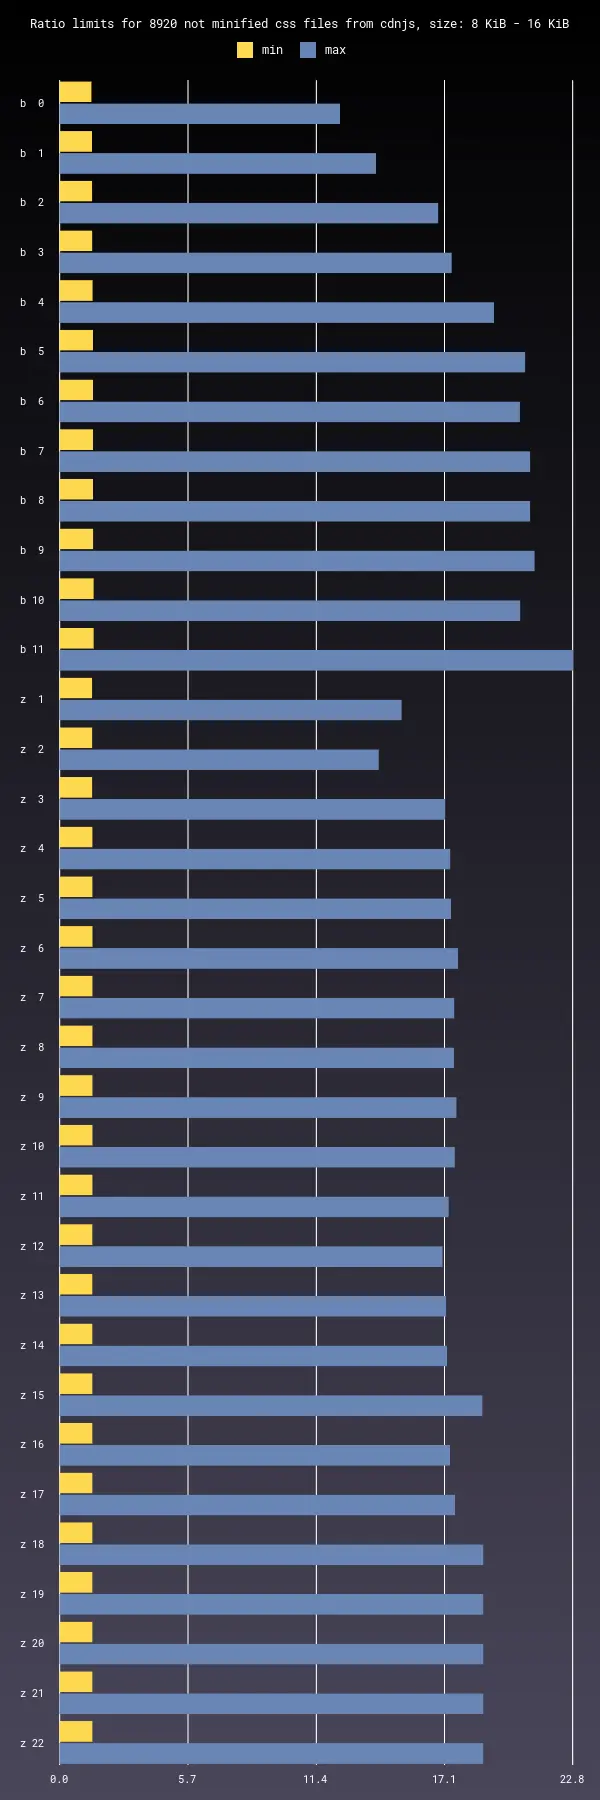 Ratio limits for 8920 not minified css files from cdnjs, size: 8 KiB - 16 KiB
min max
b 0
b 1
b 2
b 3
b 4
b 5
b 6
b 7
b 8
b 9
b 10
b 11
z 1
z 2
z 3
z 4
z 5
z 6
z 7
z 8
z 9
z 10
z 11
z 12
z 13
z 14
z 15
z 16
z 17
z 18
z 19
z 20
z 21
z 22
0.0 5.7 11.4 17.1 22.8